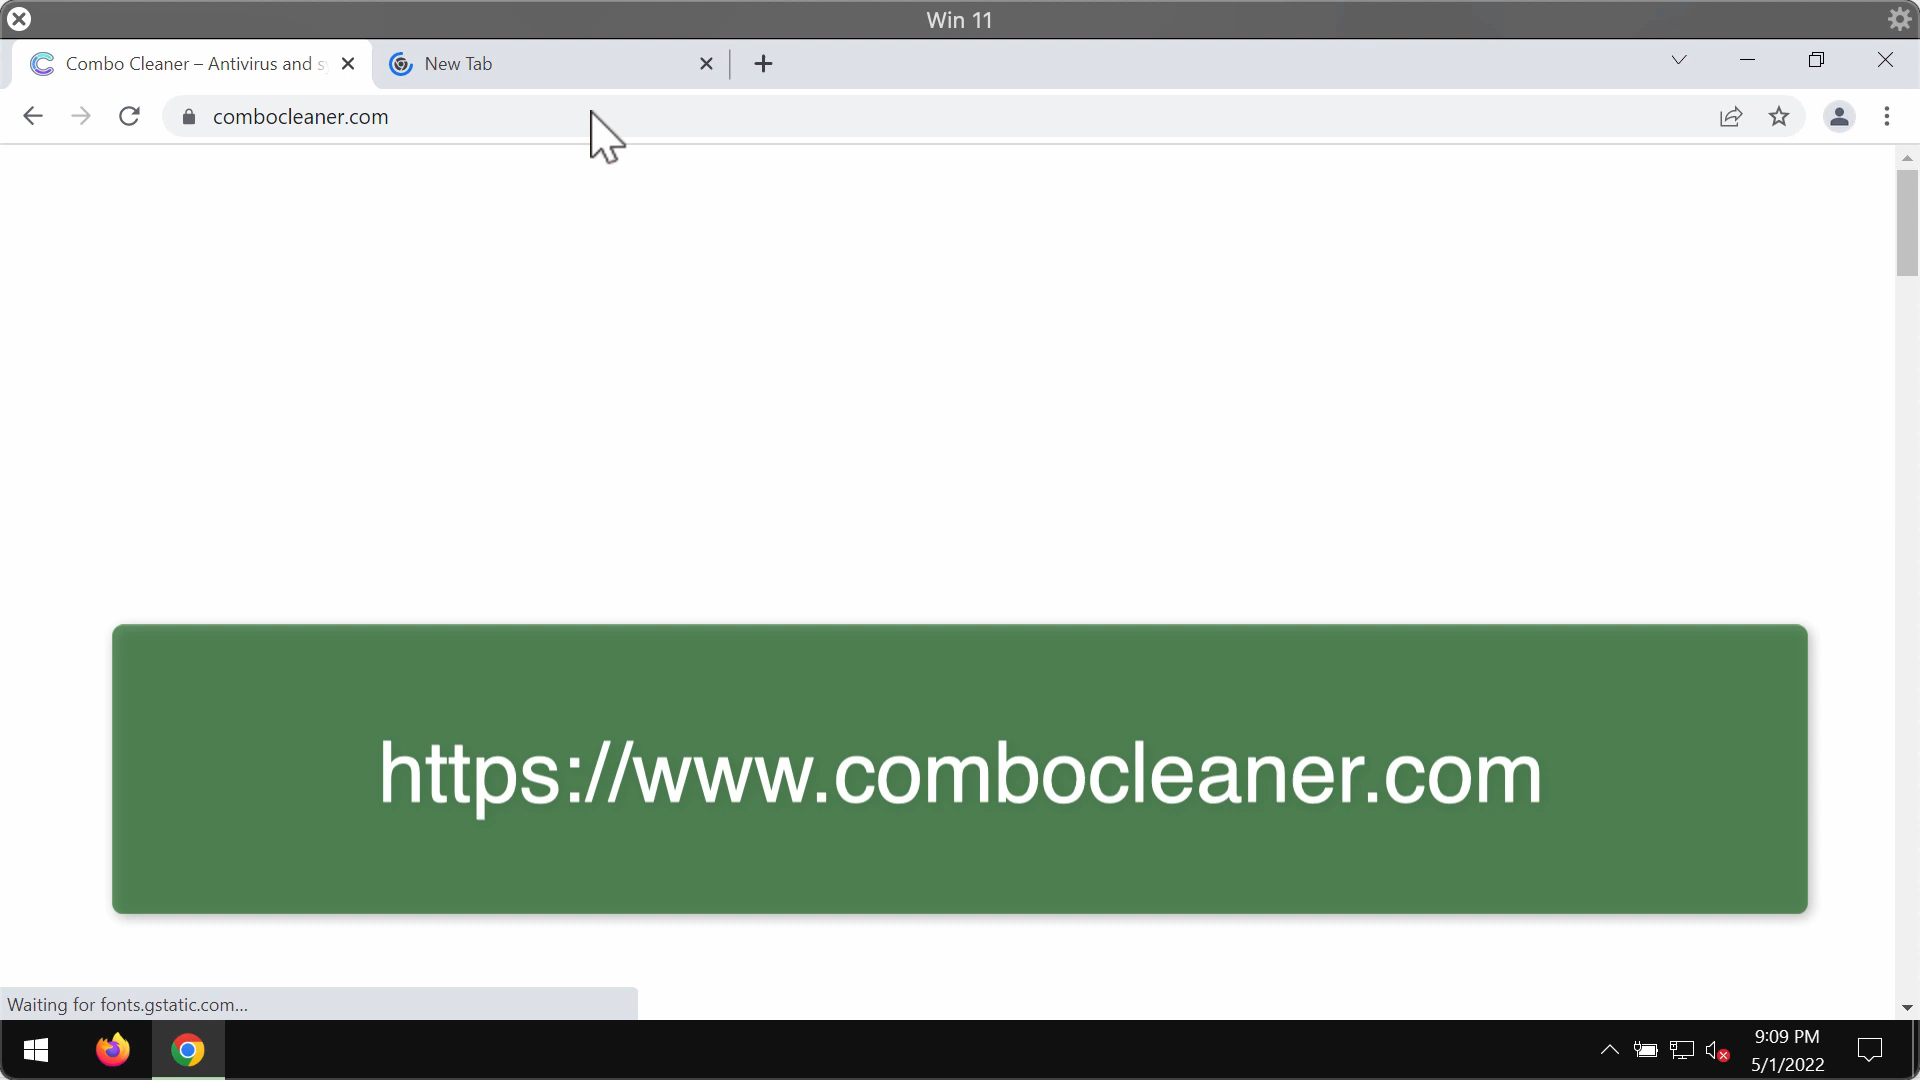 Win 11
Combo Cleaner – Antivirus and sy
New Tab
combocleaner.com
https://www.combocleaner.com
Waiting for fonts.gstatic.com...
9:09 PM
5/1/2022